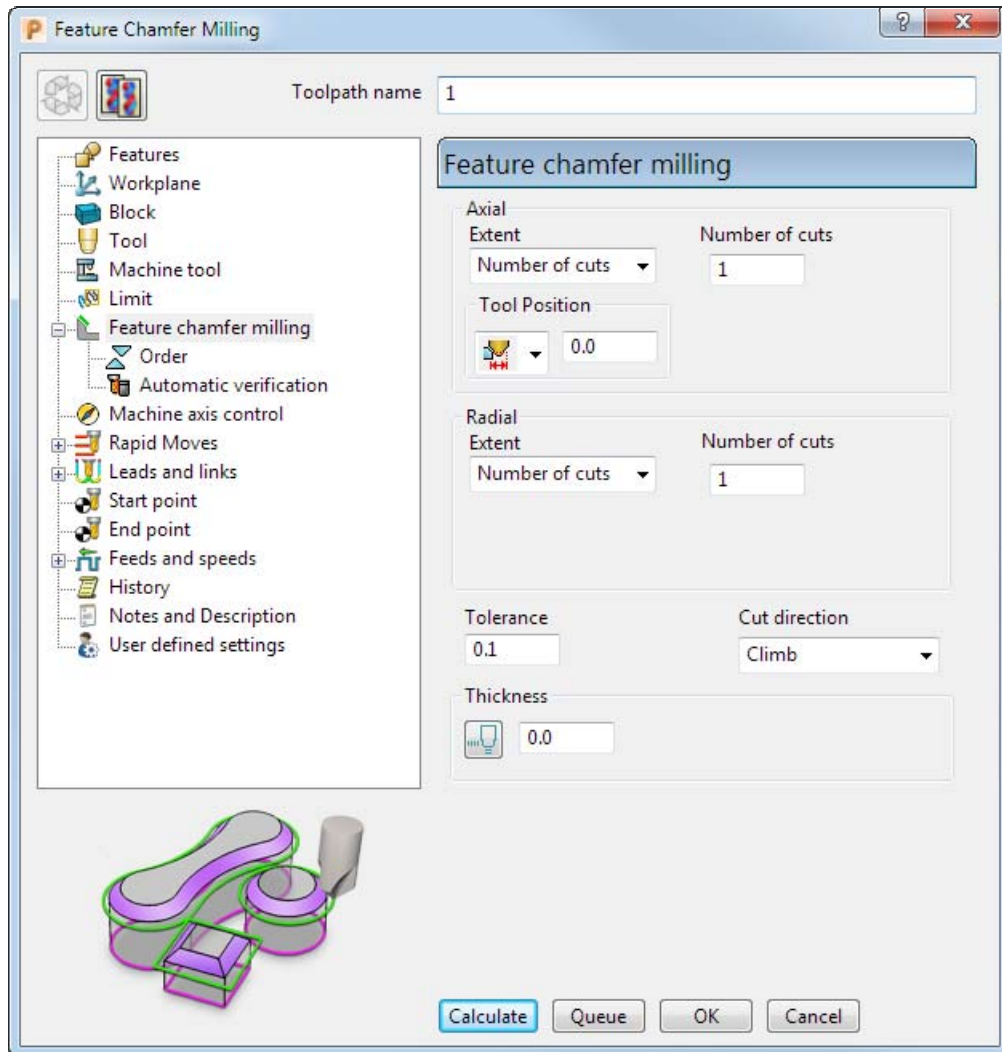 Feature Chamfer Milling
Toolpath name 1
Features
Workplane
Block
Tool
Machine tool
Limit
Feature chamfer milling
Order
Automatic verification
Machine axis control
Rapid Moves
Leads and links
Start point
End point
Feeds and speeds
History
Notes and Description
User defined settings
Feature chamfer milling
Axial
Extent Number of cuts
Number of cuts 1
Tool Position
0.0
Radial
Extent Number of cuts
Number of cuts 1
Tolerance Cut direction
0.1 Climb
Thickness
0.0
Calculate Queue OK Cancel